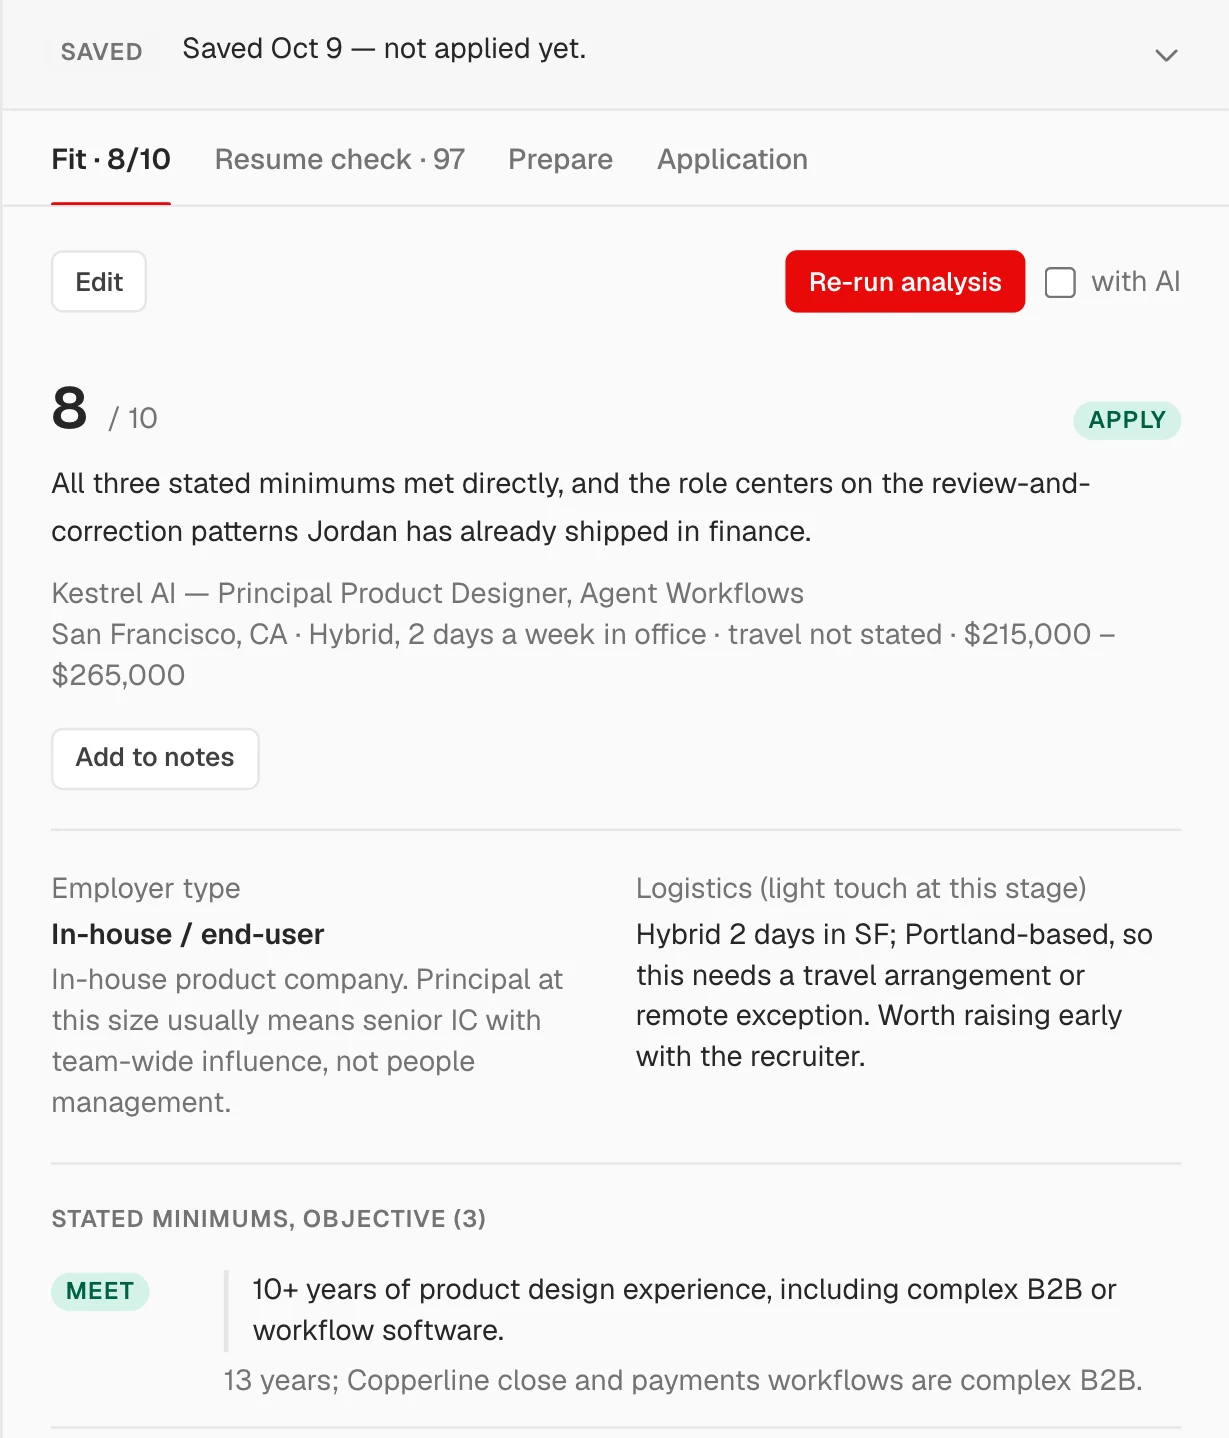 SAVED Saved Oct 9 — not applied yet.
Fit · 8/10 Resume check · 97 Prepare Application
Edit Re-run analysis with AI
8 / 10 APPLY
All three stated minimums met directly, and the role centers on the review-and-
correction patterns Jordan has already shipped in finance.
Kestrel AI — Principal Product Designer, Agent Workflows
San Francisco, CA · Hybrid, 2 days a week in office · travel not stated · $215,000 –
$265,000
Add to notes
Employer type
In-house / end-user
In-house product company. Principal at
this size usually means senior IC with
team-wide influence, not people
management.
Logistics (light touch at this stage)
Hybrid 2 days in SF; Portland-based, so
this needs a travel arrangement or
remote exception. Worth raising early
with the recruiter.
STATED MINIMUMS, OBJECTIVE (3)
MEET 10+ years of product design experience, including complex B2B or
workflow software.
13 years; Copperline close and payments workflows are complex B2B.